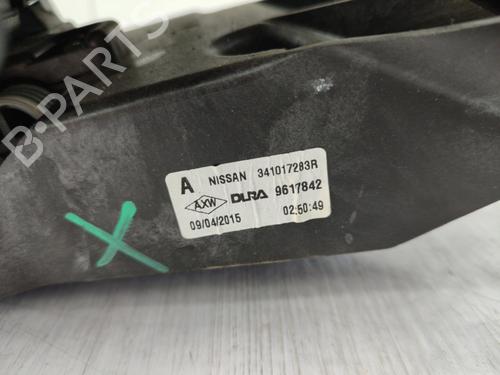 B-PARTS
A NISSAN 341017283R
AXW DURA 9617842
09/04/2015 02:50:49
X